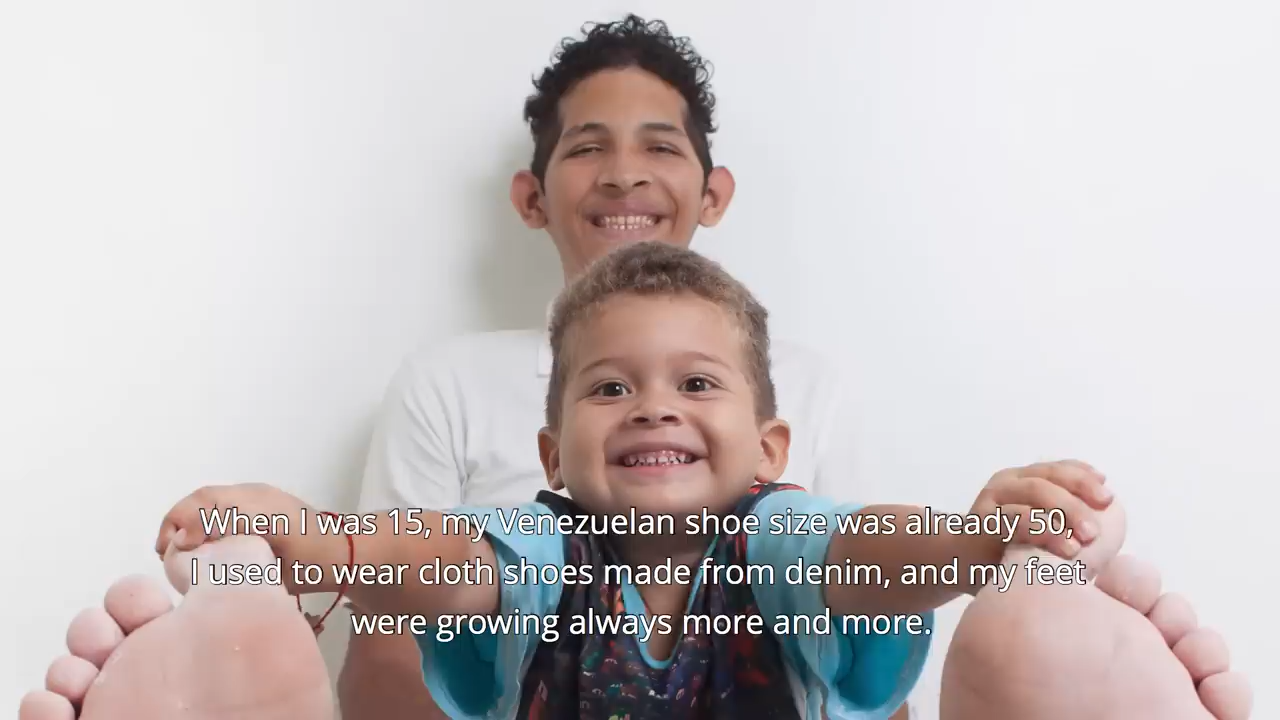 When I was 15, my Venezuelan shoe size was already 50,
I used to wear cloth shoes made from denim, and my feet
were growing always more and more.